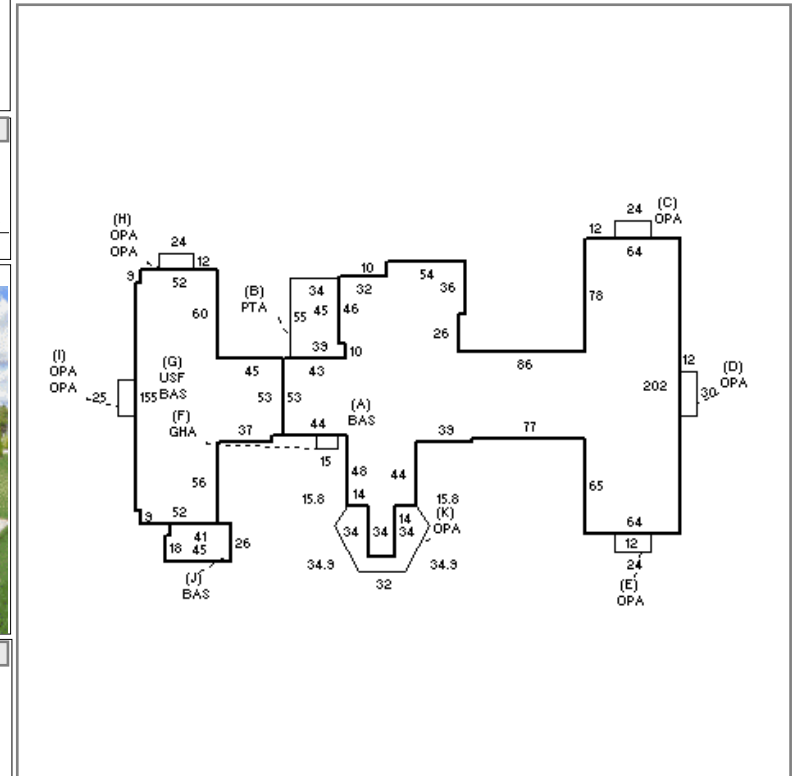 24
(C)
OPA
12
64
(H)
OPA
OPA
24
12
9
52
10
54
32
36
78
60
(B)
PTA
34
55
45
46
26
39
10
86
(I)
OPA
OPA
25
155
(G)
USF
BAS
45
43
53
53
12
(D)
OPA
202
30
(F)
GHA
(A)
BAS
37
44
39
77
15
56
48
44
65
14
15.8
15.8
9
52
34
34
14
34
(K)
OPA
64
12
24
41
18
45
26
34.9
34.9
32
(J)
BAS
(E)
OPA